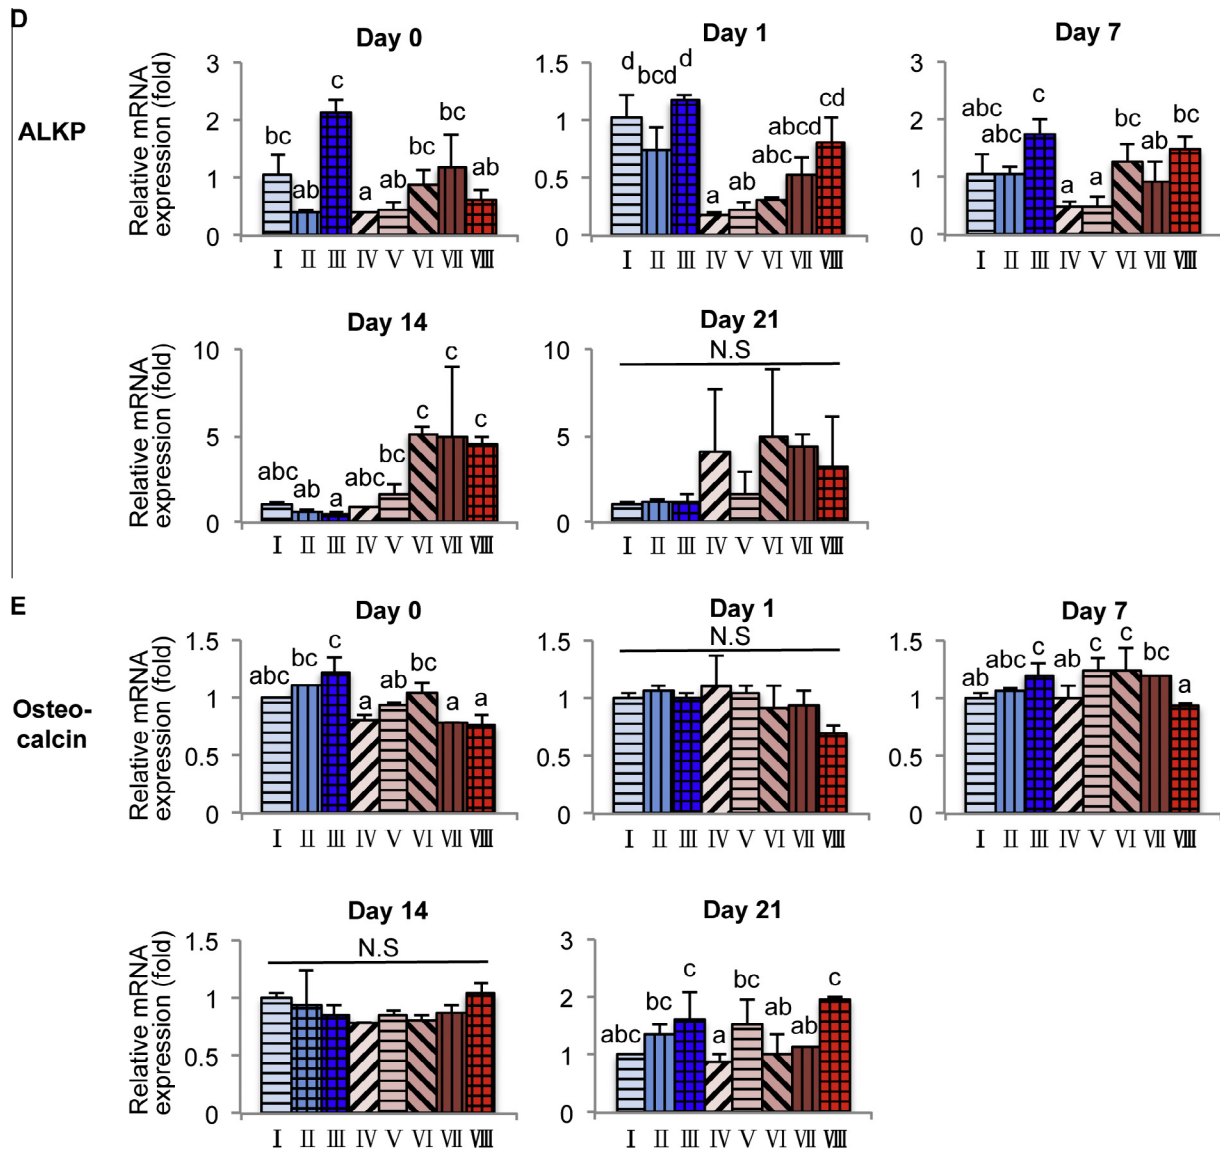 D
ALKP
Day 0
Relative mRNA
expression (fold)
3
2
1
0
bc
ab
c
a
ab
bc
bc
ab
I II III IV V VI VII VIII
Day 1
1.5
1
0.5
0
d
bcd
d
a
ab
abc
abcd
cd
I II III IV V VI VII VIII
Day 7
3
2
1
0
abc
abc
c
a
a
bc
ab
bc
I II III IV V VI VII VIII
Day 14
Relative mRNA
expression (fold)
10
5
0
abc
ab
a
abc
bc
c
c
c
I II III IV V VI VII VIII
Day 21
N.S
10
5
0
I II III IV V VI VII VIII
E
Osteo-
calcin
Day 0
Relative mRNA
expression (fold)
1.5
1
0.5
0
abc
bc
c
a
ab
bc
a
a
I II III IV V VI VII VIII
Day 1
N.S
1.5
1
0.5
0
I II III IV V VI VII VIII
Day 7
1.5
1
0.5
0
ab
abc
c
ab
c
c
bc
a
I II III IV V VI VII VIII
Day 14
Relative mRNA
expression (fold)
N.S
1.5
1
0.5
0
I II III IV V VI VII VIII
Day 21
3
2
1
0
abc
bc
c
a
bc
ab
ab
c
I II III IV V VI VII VIII